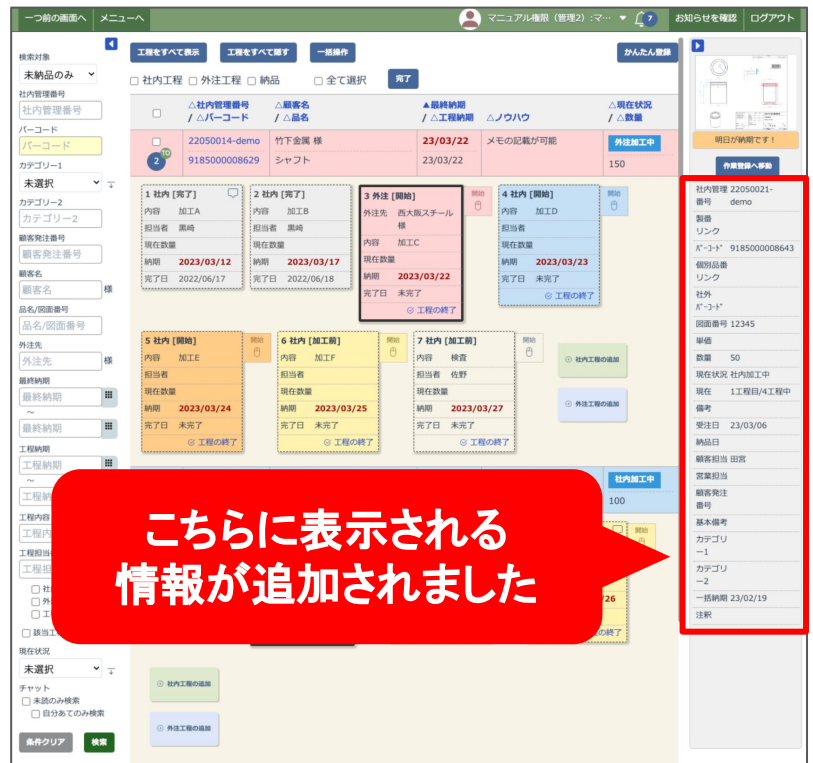 一つ前の画面へ メニューへ マニュアル権限（管理2）:マ… ▼ 7 お知らせを確認 ログアウト
検索対象
未納品のみ
社内管理番号
社内管理番号
バーコード
バーコード
カテゴリー1
未選択
カテゴリー2
カテゴリー2
顧客発注番号
顧客発注番号
顧客名
顧客名 様
品名/図面番号
品名/図面番号
外注先
外注先 様
最終納期
最終納期
～
最終納期
工程納期
工程納期
～
工程納
工程内容
工程内
工程担当
工程担
社
外
工
該当工
現在状況
未選択
チャット
未読のみ検索
自分あてのみ検索
条件クリア 検索
工程をすべて表示 工程をすべて隠す 一括操作 かんたん登録
社内工程 外注工程 納品 全て選択 完了
△社内管理番号 / △バーコード
△顧客名 / △品名
▲最終納期 / △工程納期
△ノウハウ
△現在状況 / △数量
22050014-demo 竹下金属 様 23/03/22 メモの記載が可能 外注加工中
2 TD 9185000008629 シャフト 23/03/22 150
1 社内 [完了]
内容 加工A
担当者 黒崎
現在数量
納期 2023/03/12
完了日 2022/06/17
2 社内 [完了]
内容 加工B
担当者 黒崎
現在数量
納期 2023/03/17
完了日 2022/06/18
3 外注 [開始]
外注先 西大阪スチール様
内容 加工C
現在数量
納期 2023/03/22
完了日 未完了
工程の終了
開始
4 社内 [開始]
内容 加工D
担当者
現在数量
納期 2023/03/23
完了日 未完了
工程の終了
開始
5 社内 [開始]
内容 加工E
担当者
現在数量
納期 2023/03/24
完了日 未完了
工程の終了
開始
6 社内 [加工前]
内容 加工F
担当者
現在数量
納期 2023/03/25
完了日 未完了
工程の終了
開始
7 社内 [加工前]
内容 検査
担当者 佐野
現在数量
納期 2023/03/27
完了日 未完了
工程の終了
開始
社内工程の追加
外注工程の追加
社内加工中
100
開始
/26
の終了
こちらに表示される
情報が追加されました
社内工程の追加
外注工程の追加
明日が納期です！
作業登録へ移動
社内管理番号 22050021-demo
製番
リンク
ﾊﾞｰｺｰﾄﾞ 9185000008643
個別品番
リンク
社外
ﾊﾞｰｺｰﾄﾞ
図面番号 12345
単価
数量 50
現在状況 社内加工中
現在 1工程目/4工程中
備考
受注日 23/03/06
納品日
顧客担当 田宮
営業担当
顧客発注
番号
基本備考
カテゴリ
ー1
カテゴリ
ー2
一括納期 23/02/19
注釈